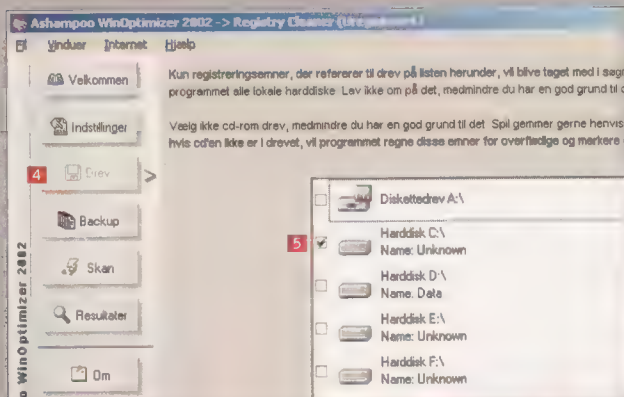 Ashampoo WinOptimizer 2002 -> Registry Cleaner
Vinduer Internet Hjælp
Velkommen
Indstillinger
4 Drev
Backup
Skan
Resultater
Om
WinOptimizer 2002
Kun registreringsemner, der refererer til drev på listen herunder, vil blive taget med i
programmet alle lokale harddiske. Lav ikke om på det, medmindre du har en god grund til
Vælg ikke cd-rom drev, medmindre du har en god grund til det. Spil gemmer gerne
hvis cd'en ikke er i drevet, vil programmet regne disse emner for overflødige og markere
Diskettedrev A:\
5 Harddisk C:\
Name: Unknown
Harddisk D:\
Name: Data
Harddisk E:\
Name: Unknown
Harddisk F:\
Name: Unknown